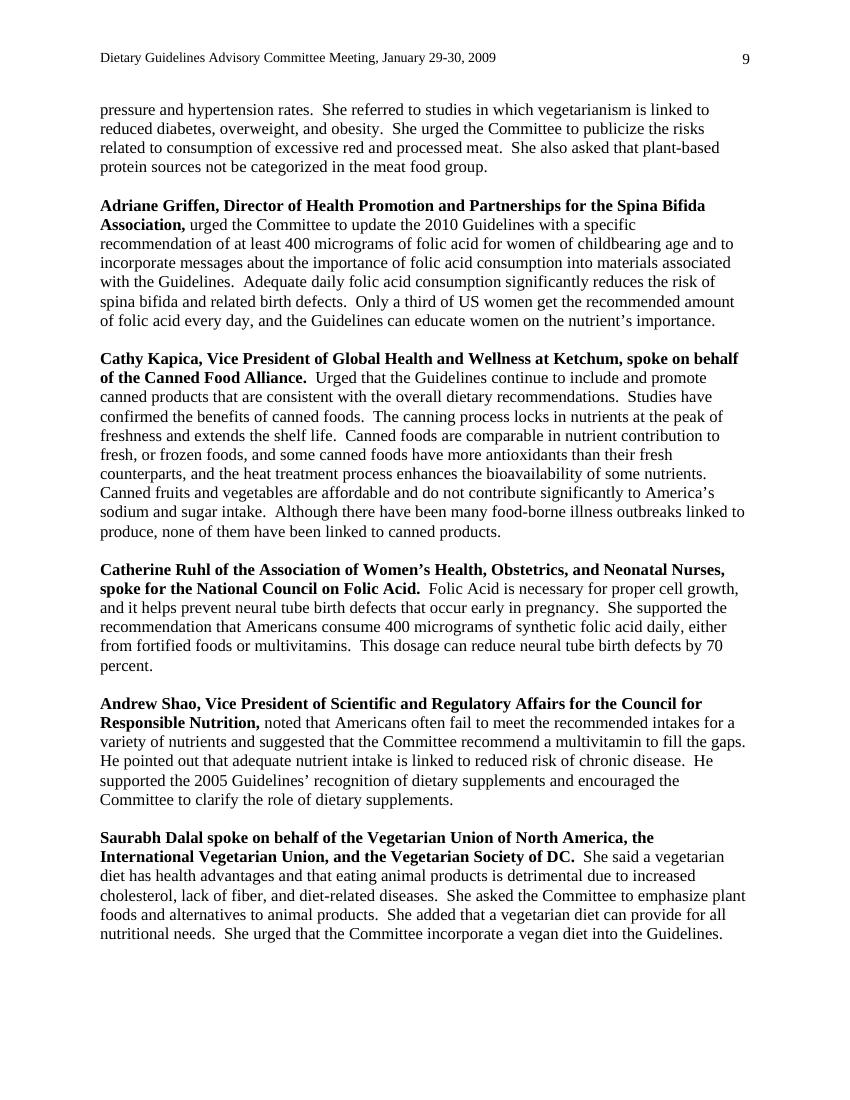 Dietary Guidelines Advisory Committee Meeting, January 29-30, 2009 9
pressure and hypertension rates.  She referred to studies in which vegetarianism is linked to
reduced diabetes, overweight, and obesity.  She urged the Committee to publicize the risks
related to consumption of excessive red and processed meat.  She also asked that plant-based
protein sources not be categorized in the meat food group.
Adriane Griffen, Director of Health Promotion and Partnerships for the Spina Bifida
Association, urged the Committee to update the 2010 Guidelines with a specific
recommendation of at least 400 micrograms of folic acid for women of childbearing age and to
incorporate messages about the importance of folic acid consumption into materials associated
with the Guidelines.  Adequate daily folic acid consumption significantly reduces the risk of
spina bifida and related birth defects.  Only a third of US women get the recommended amount
of folic acid every day, and the Guidelines can educate women on the nutrient’s importance.
Cathy Kapica, Vice President of Global Health and Wellness at Ketchum, spoke on behalf
of the Canned Food Alliance.  Urged that the Guidelines continue to include and promote
canned products that are consistent with the overall dietary recommendations.  Studies have
confirmed the benefits of canned foods.  The canning process locks in nutrients at the peak of
freshness and extends the shelf life.  Canned foods are comparable in nutrient contribution to
fresh, or frozen foods, and some canned foods have more antioxidants than their fresh
counterparts, and the heat treatment process enhances the bioavailability of some nutrients.
Canned fruits and vegetables are affordable and do not contribute significantly to America’s
sodium and sugar intake.  Although there have been many food-borne illness outbreaks linked to
produce, none of them have been linked to canned products.
Catherine Ruhl of the Association of Women’s Health, Obstetrics, and Neonatal Nurses,
spoke for the National Council on Folic Acid.  Folic Acid is necessary for proper cell growth,
and it helps prevent neural tube birth defects that occur early in pregnancy.  She supported the
recommendation that Americans consume 400 micrograms of synthetic folic acid daily, either
from fortified foods or multivitamins.  This dosage can reduce neural tube birth defects by 70
percent.
Andrew Shao, Vice President of Scientific and Regulatory Affairs for the Council for
Responsible Nutrition, noted that Americans often fail to meet the recommended intakes for a
variety of nutrients and suggested that the Committee recommend a multivitamin to fill the gaps.
He pointed out that adequate nutrient intake is linked to reduced risk of chronic disease.  He
supported the 2005 Guidelines’ recognition of dietary supplements and encouraged the
Committee to clarify the role of dietary supplements.
Saurabh Dalal spoke on behalf of the Vegetarian Union of North America, the
International Vegetarian Union, and the Vegetarian Society of DC.  She said a vegetarian
diet has health advantages and that eating animal products is detrimental due to increased
cholesterol, lack of fiber, and diet-related diseases.  She asked the Committee to emphasize plant
foods and alternatives to animal products.  She added that a vegetarian diet can provide for all
nutritional needs.  She urged that the Committee incorporate a vegan diet into the Guidelines.